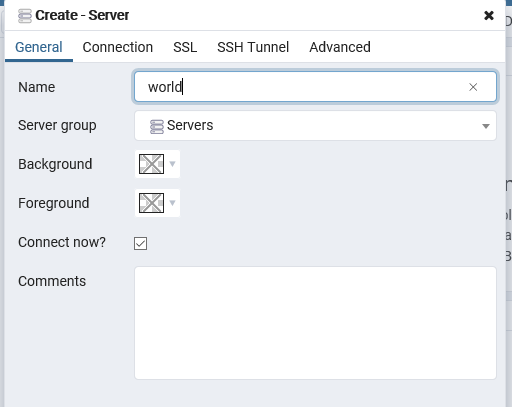 Create - Server
General Connection SSL SSH Tunnel Advanced
Name world
Server group Servers
Background
Foreground
Connect now?
Comments